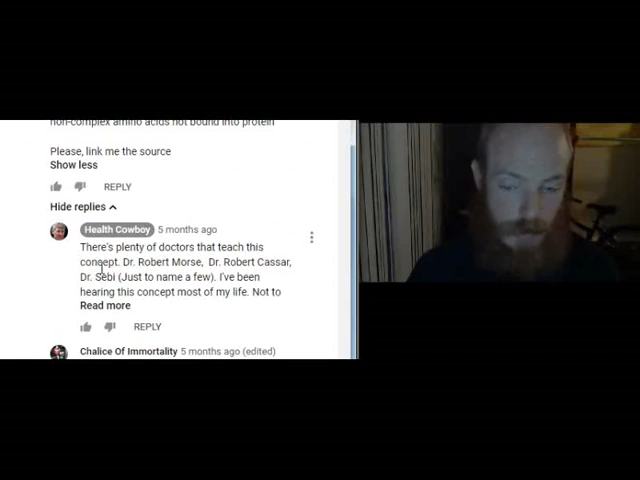 non-complex amino acids not bound into protein
Please, link me the source
Show less
REPLY
Hide replies
Health Cowboy 5 months ago
There's plenty of doctors that teach this
concept. Dr. Robert Morse, Dr. Robert Cassar,
Dr. Sebi (Just to name a few). I've been
hearing this concept most of my life. Not to
Read more
REPLY
Chalice Of Immortality 5 months ago (edited)